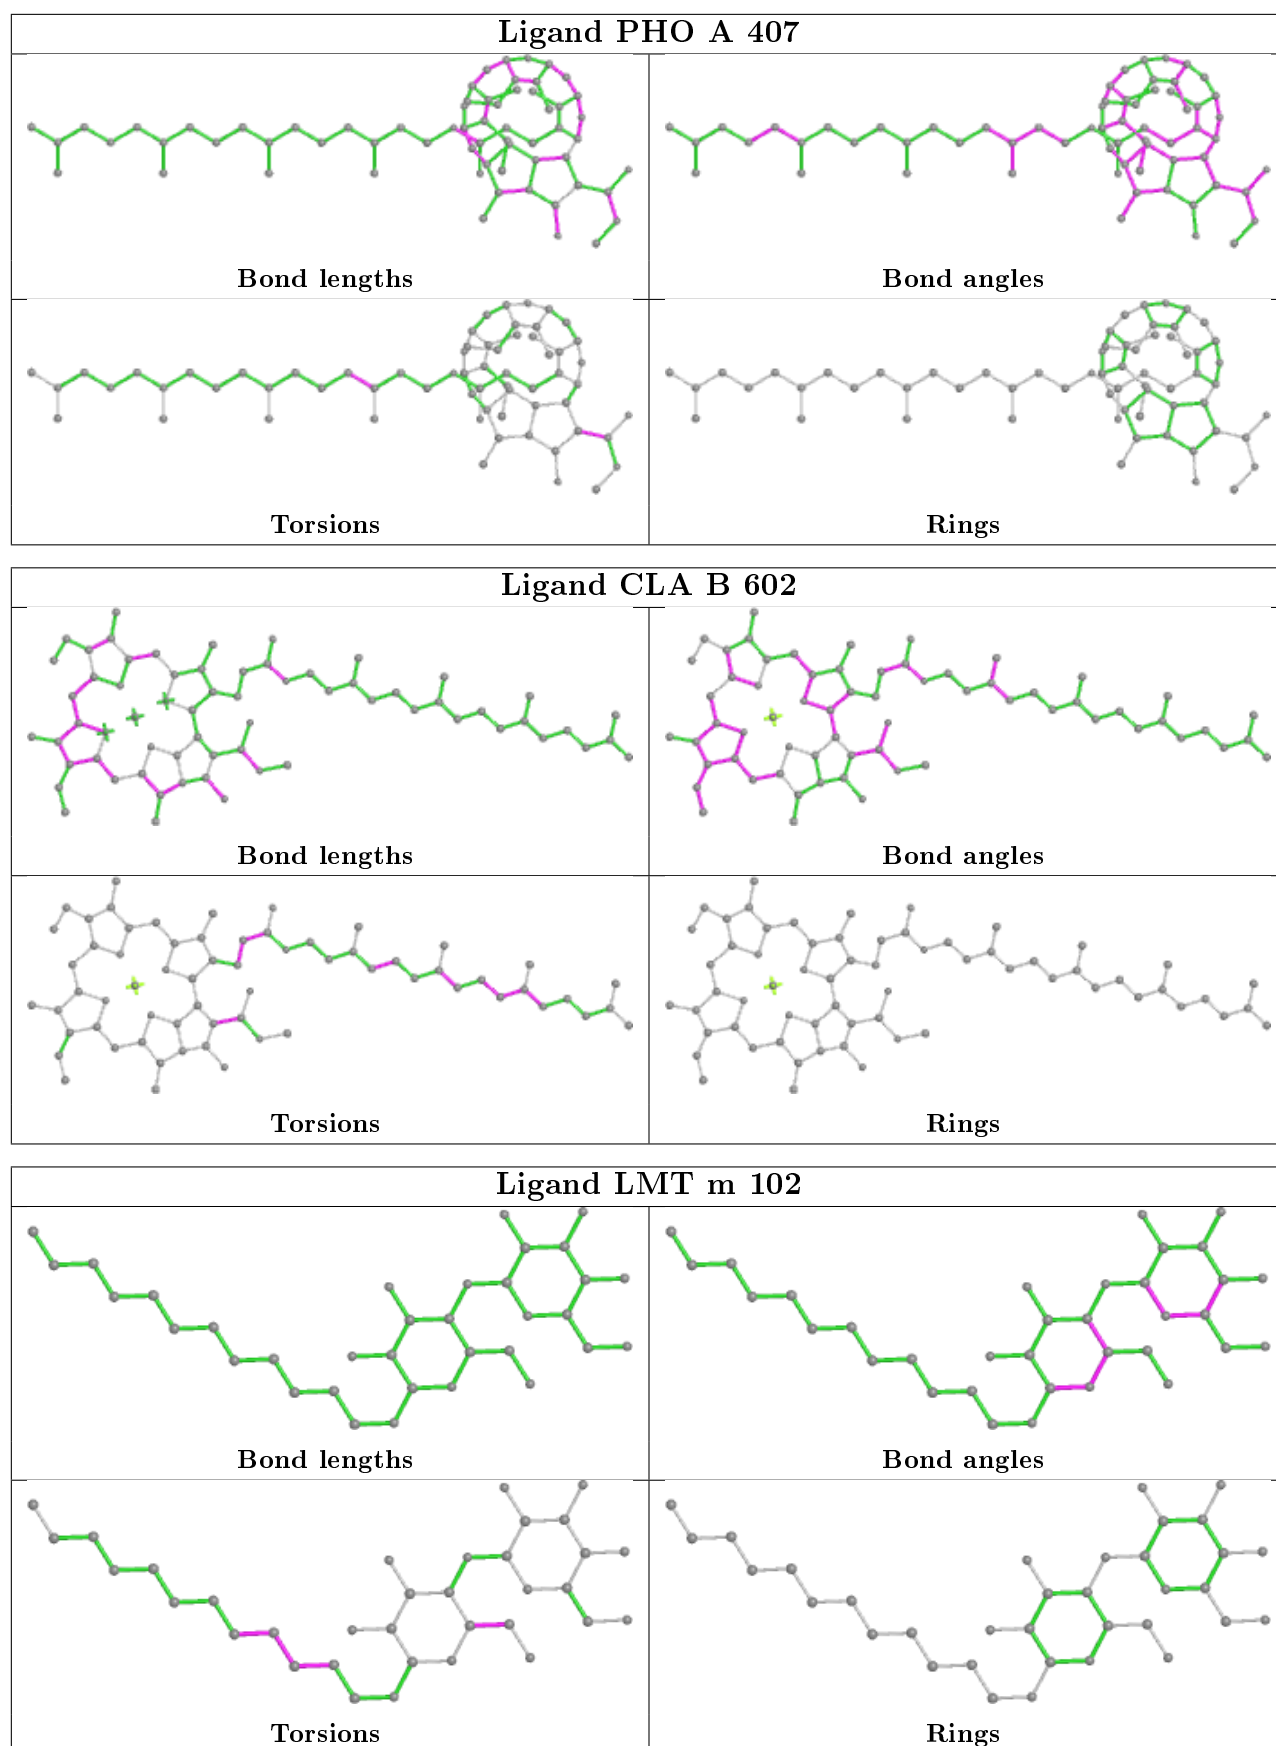 Ligand PHO A 407
Bond lengths
Bond angles
Torsions
Rings
Ligand CLA B 602
Bond lengths
Bond angles
Torsions
Rings
Ligand LMT m 102
Bond lengths
Bond angles
Torsions
Rings